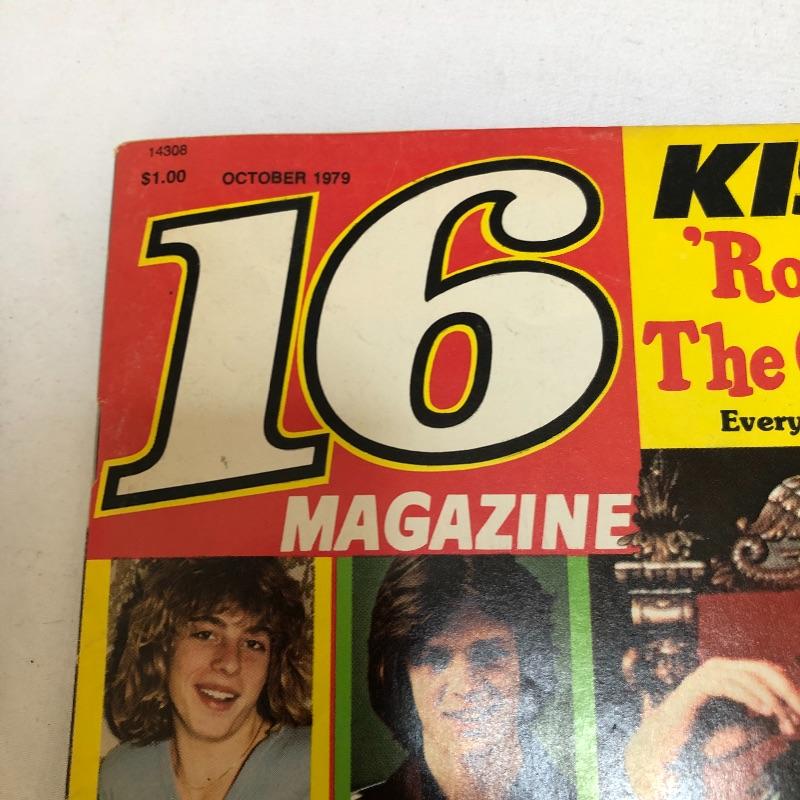 14308
$1.00 OCTOBER 1979
16
MAGAZINE
KIS
'Ro
The
Every